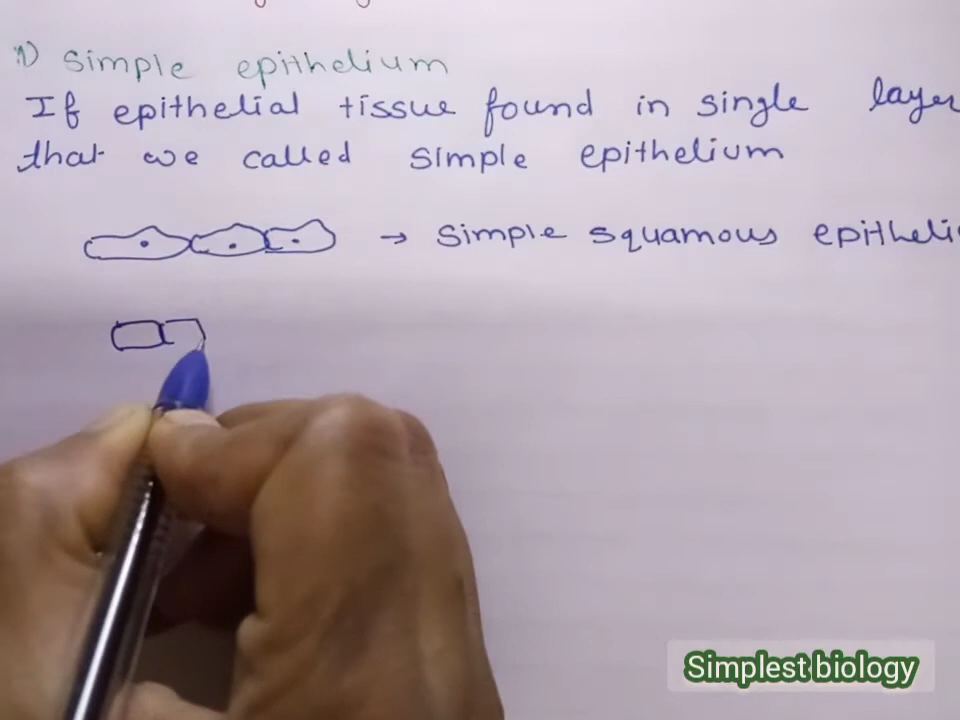 1) Simple epithelium
If epithelial tissue found in single layer
that we called simple epithelium
→ Simple squamous
Simplest biology